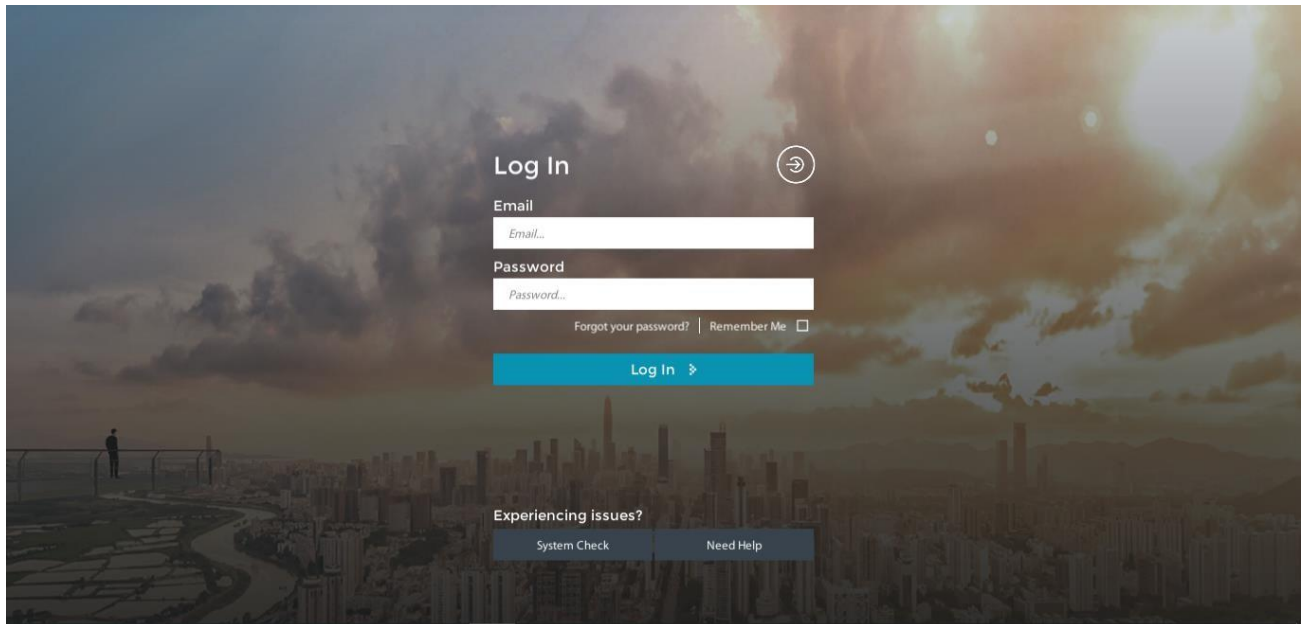 Log In
Email
Email...
Password
Password...
Forgot your password? | Remember Me
Log In
Experiencing issues?
System Check Need Help